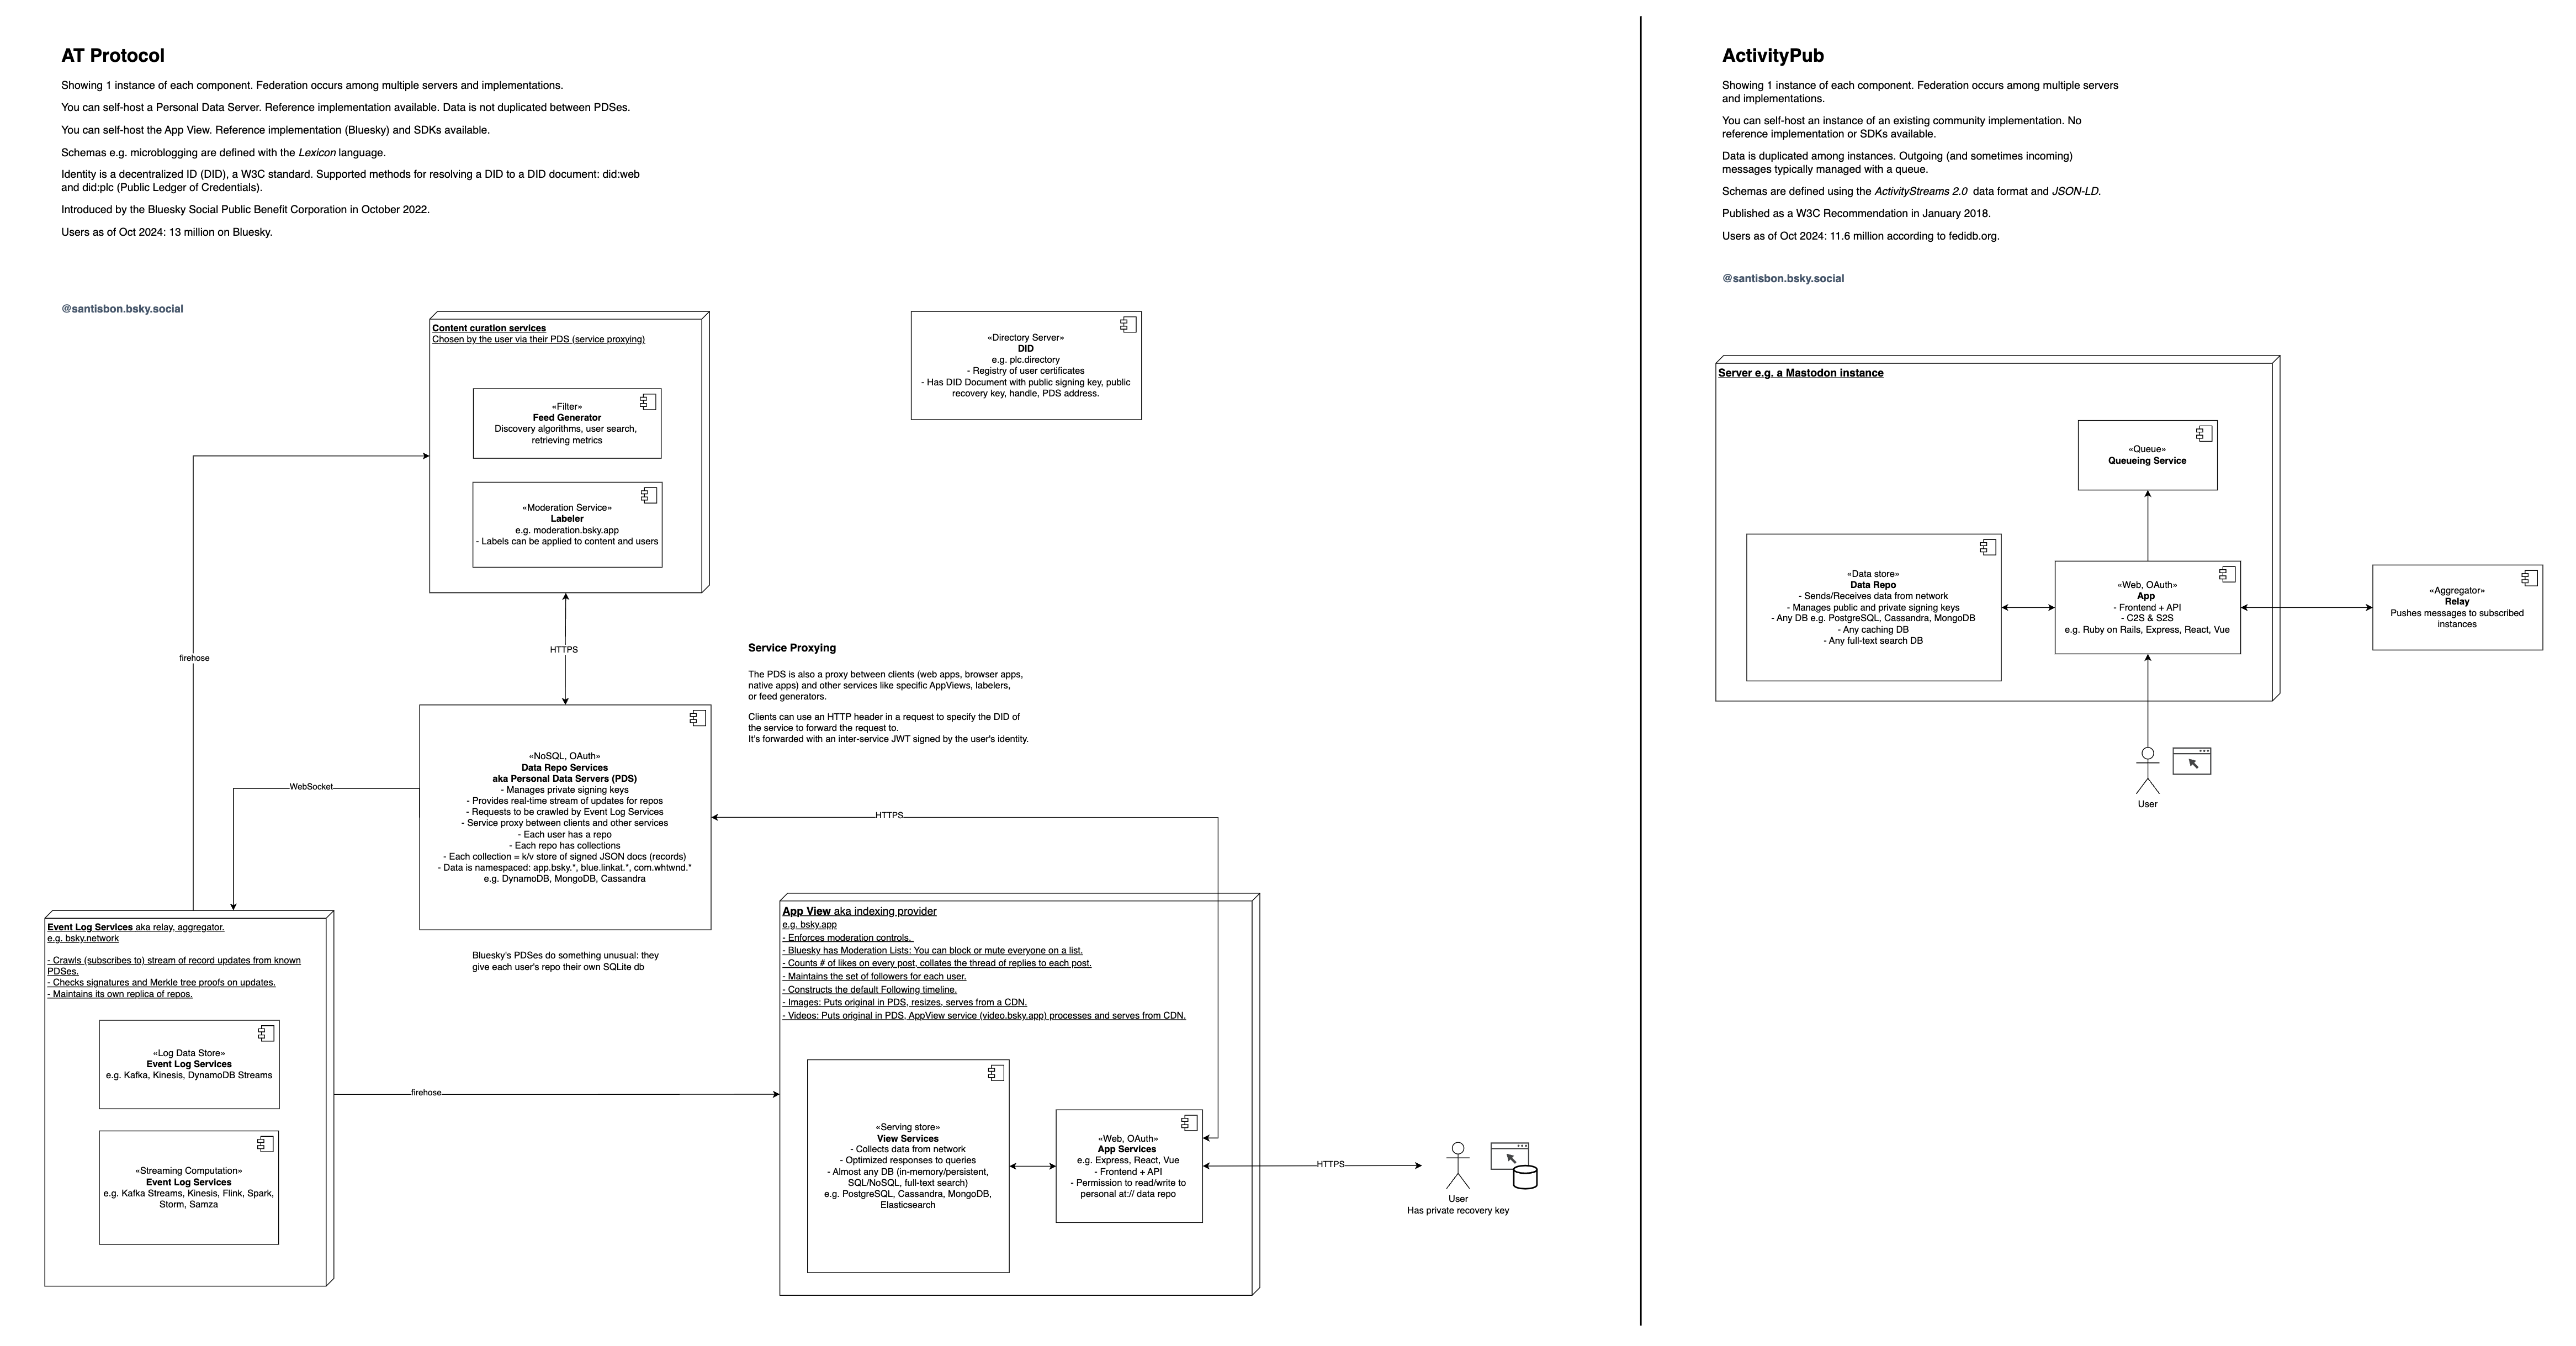 AT Protocol
Showing 1 instance of each component. Federation occurs among multiple servers and implementations.
You can self-host a Personal Data Server. Reference implementation available. Data is not duplicated between PDSes.
You can self-host the App View. Reference implementation (Bluesky) and SDKs available.
Schemas e.g. microblogging are defined with the Lexicon language.
Identity is a decentralized ID (DID), a W3C standard. Supported methods for resolving a DID to a DID document: did:web
and did:plc (Public Ledger of Credentials).
Introduced by the Bluesky Social Public Benefit Corporation in October 2022.
Users as of Oct 2024: 13 million on Bluesky.
@santisbon.bsky.social
Content curation services
Chosen by the user via their PDS (service proxying)
«Filter»
Feed Generator
Discovery algorithms, user search,
retrieving metrics
«Moderation Service»
Labeler
e.g. moderation.bsky.app
- Labels can be applied to content and users
«Directory Server»
DID
e.g. plc.directory
- Registry of user certificates
- Has DID Document with public signing key, public
recovery key, handle, PDS address.
firehose
HTTPS
Service Proxying
The PDS is also a proxy between clients (web apps, browser apps,
native apps) and other services like specific AppViews, labelers,
or feed generators.
Clients can use an HTTP header in a request to specify the DID of
the service to forward the request to.
It's forwarded with an inter-service JWT signed by the user's identity.
«NoSQL, OAuth»
Data Repo Services
aka Personal Data Servers (PDS)
- Manages private signing keys
- Provides real-time stream of updates for repos
- Requests to be crawled by Event Log Services
- Service proxy between clients and other services
- Each user has a repo
- Each repo has collections
- Each collection = k/v store of signed JSON docs (records)
- Data is namespaced: app.bsky.*, blue.linkat.*, com.whtwnd.*
e.g. DynamoDB, MongoDB, Cassandra
WebSocket
HTTPS
Bluesky's PDSes do something unusual: they
give each user's repo their own SQLite db
Event Log Services aka relay, aggregator.
e.g. bsky.network
- Crawls (subscribes to) stream of record updates from known
PDSes.
- Checks signatures and Merkle tree proofs on updates.
- Maintains its own replica of repos.
«Log Data Store»
Event Log Services
e.g. Kafka, Kinesis, DynamoDB Streams
«Streaming Computation»
Event Log Services
e.g. Kafka Streams, Kinesis, Flink, Spark,
Storm, Samza
firehose
App View aka indexing provider
e.g. bsky.app
- Enforces moderation controls.
- Bluesky has Moderation Lists: You can block or mute everyone on a list.
- Counts # of likes on every post, collates the thread of replies to each post.
- Maintains the set of followers for each user.
- Constructs the default Following timeline.
- Images: Puts original in PDS, resizes, serves from a CDN.
- Videos: Puts original in PDS, AppView service (video.bsky.app) processes and serves from CDN.
«Serving store»
View Services
- Collects data from network
- Optimized responses to queries
- Almost any DB (in-memory/persistent,
SQL/NoSQL, full-text search)
e.g. PostgreSQL, Cassandra, MongoDB,
Elasticsearch
«Web, OAuth»
App Services
e.g. Express, React, Vue
- Frontend + API
- Permission to read/write to
personal at:// data repo
HTTPS
User
Has private recovery key
ActivityPub
Showing 1 instance of each component. Federation occurs among multiple servers
and implementations.
You can self-host an instance of an existing community implementation. No
reference implementation or SDKs available.
Data is duplicated among instances. Outgoing (and sometimes incoming)
messages typically managed with a queue.
Schemas are defined using the ActivityStreams 2.0 data format and JSON-LD.
Published as a W3C Recommendation in January 2018.
Users as of Oct 2024: 11.6 million according to fedidb.org.
@santisbon.bsky.social
Server e.g. a Mastodon instance
«Queue»
Queueing Service
«Data store»
Data Repo
- Sends/Receives data from network
- Manages public and private signing keys
- Any DB e.g. PostgreSQL, Cassandra, MongoDB
- Any caching DB
- Any full-text search DB
«Web, OAuth»
App
- Frontend + API
- C2S & S2S
e.g. Ruby on Rails, Express, React, Vue
«Aggregator»
Relay
Pushes messages to subscribed
instances
User